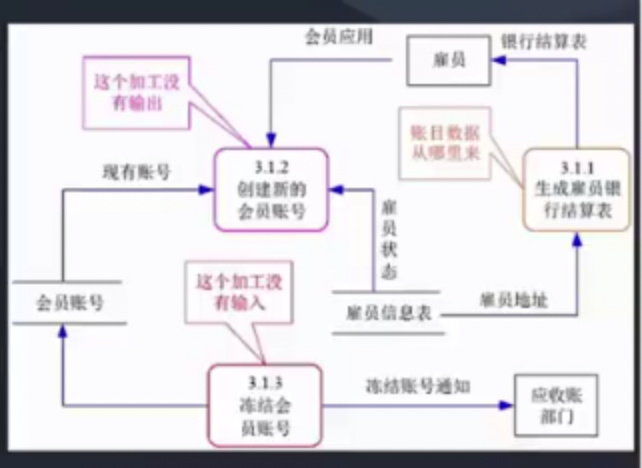 会员应用
银行结算表
雇员
这个加工没
有输出
账目数据
从哪里来
3.1.2
创建新的
会员账号
3.1.1
生成雇员银
行结算表
现有账号
雇
员
状
态
这个加工没
有输入
会员账号
雇员信息表
雇员地址
3.1.3
冻结会
员账号
冻结账号通知
应收账
部门